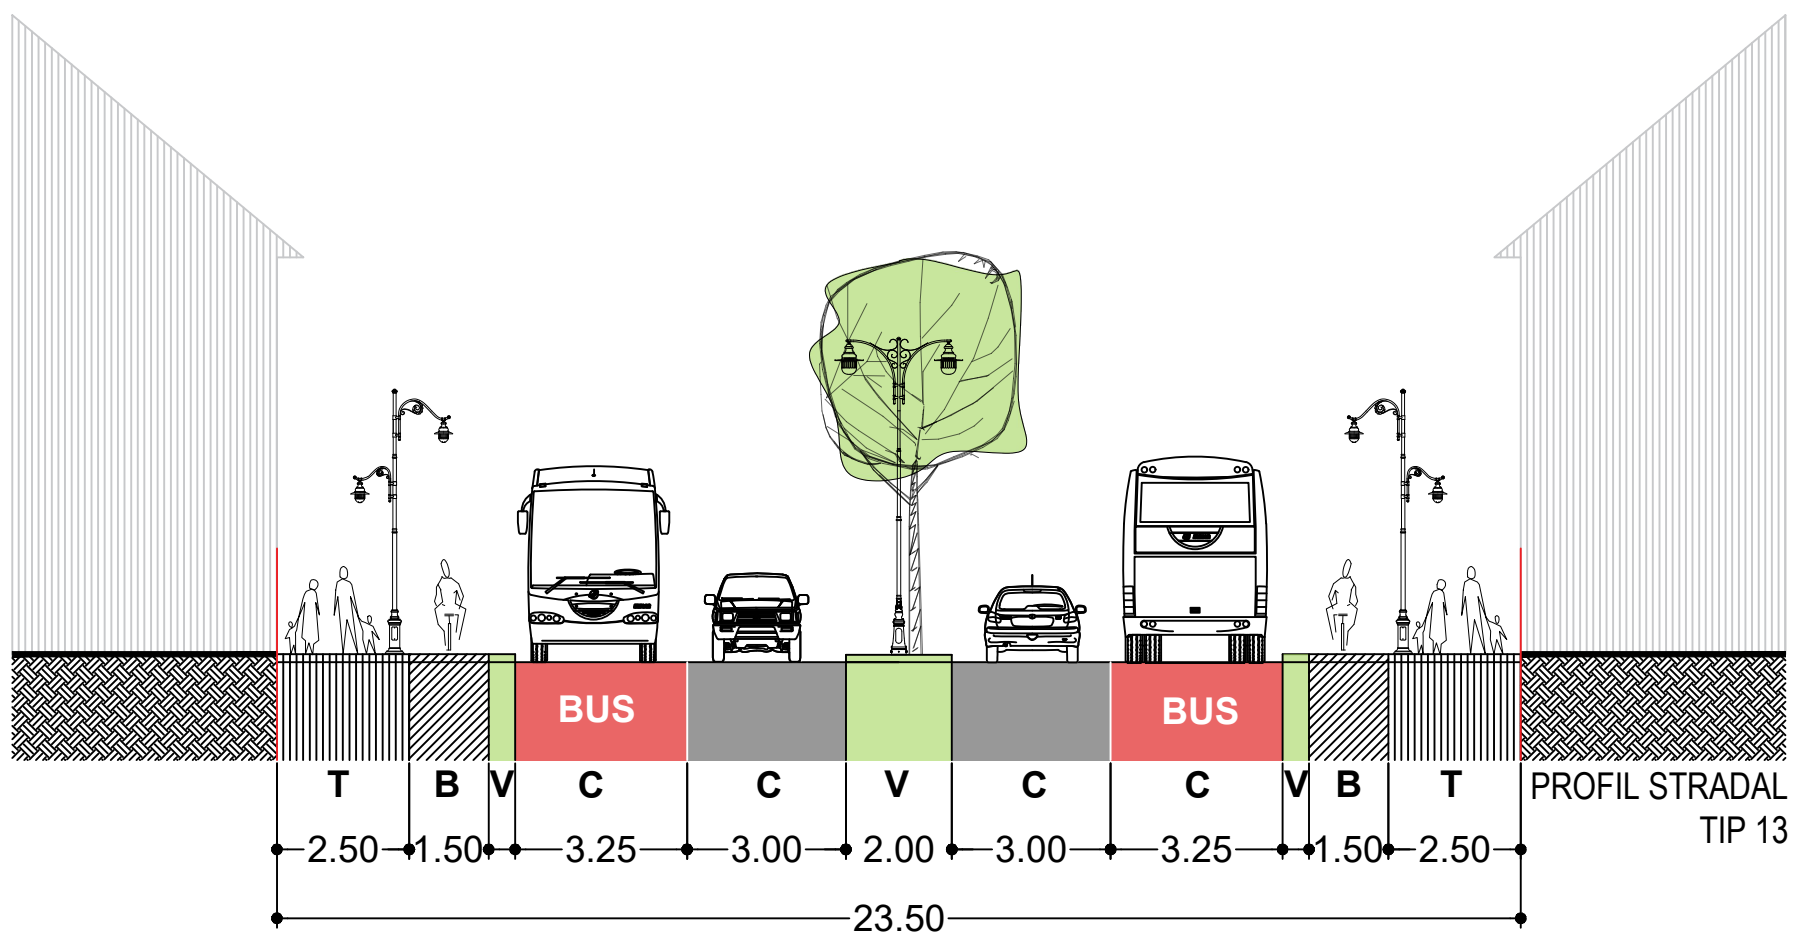 BUS BUS
T B V C C V C C V B T
PROFIL STRADAL
TIP 13
2.50 1.50 3.25 3.00 2.00 3.00 3.25 1.50 2.50
23.50